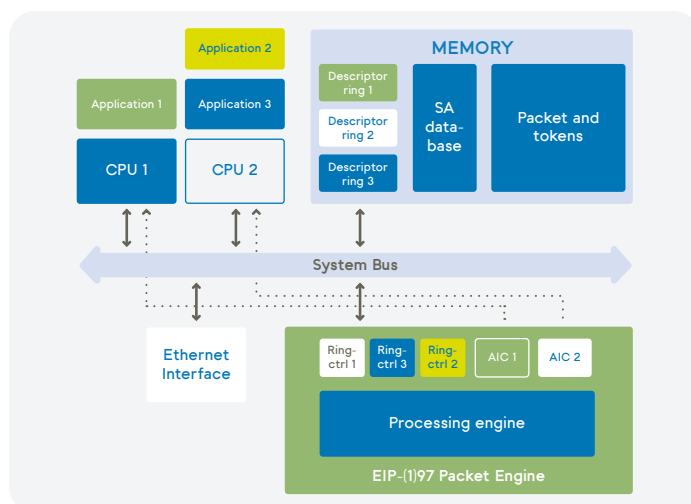 Application 2
MEMORY
Application 1
Application 3
Descriptor
ring 1
Descriptor
ring 2
Descriptor
ring 3
SA
data-
base
Packet and
tokens
CPU 1
CPU 2
System Bus
Ethernet
Interface
Ring-
ctrl 1
Ring-
ctrl 3
Ring-
ctrl 2
AIC 1
AIC 2
Processing engine
EIP-(1)97 Packet Engine